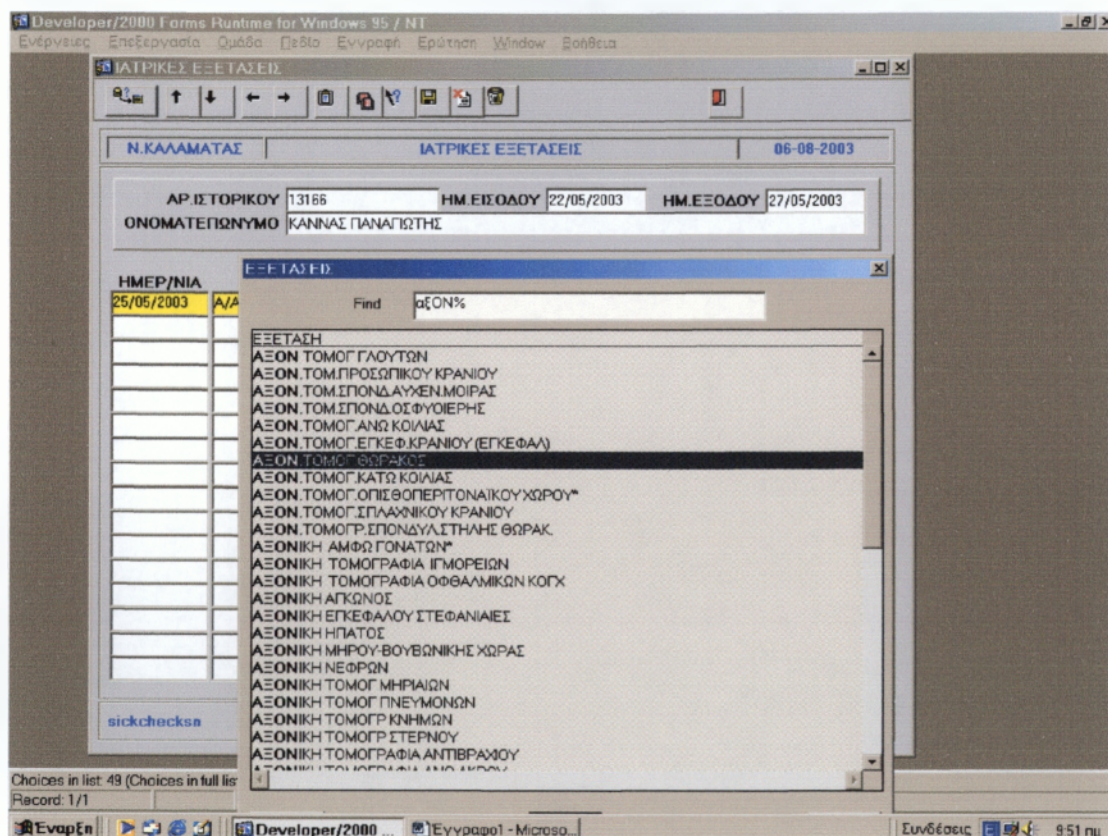 Developer/2000 Forms Runtime for Windows 95 / NT
Ενέργειες Επεξεργασία Ομάδα Πεδίο Εγγραφή Ερώτηση Window Βοήθεια
ΙΑΤΡΙΚΕΣ ΕΞΕΤΑΣΕΙΣ
Ν.ΚΑΛΑΜΑΤΑΣ ΙΑΤΡΙΚΕΣ ΕΞΕΤΑΣΕΙΣ 06-08-2003
ΑΡ.ΙΣΤΟΡΙΚΟΥ 13166 ΗΜ.ΕΙΣΟΔΟΥ 22/05/2003 ΗΜ.ΕΞΟΔΟΥ 27/05/2003
ΟΝΟΜΑΤΕΠΩΝΥΜΟ ΚΑΝΝΑΣ ΠΑΝΑΓΙΩΤΗΣ
ΕΞΕΤΑΣΕΙΣ
ΗΜΕΡ/ΝΙΑ
25/05/2003 Α/Α
Find αξΟΝ%
ΕΞΕΤΑΣΗ
ΑΞΟΝ ΤΟΜΟΓ ΓΛΟΥΤΩΝ
ΑΞΟΝ.ΤΟΜ.ΠΡΟΣΩΠΙΚΟΥ ΚΡΑΝΙΟΥ
ΑΞΟΝ.ΤΟΜ.ΣΠΟΝΔ.ΑΥΧΕΝ.ΜΟΙΡΑΣ
ΑΞΟΝ.ΤΟΜ.ΣΠΟΝΔ.ΟΣΦΥΟΙΕΡΗΣ
ΑΞΟΝ.ΤΟΜΟΓ.ΑΝΩ ΚΟΙΛΙΑΣ
ΑΞΟΝ.ΤΟΜΟΓ.ΕΓΚΕΦ.ΚΡΑΝΙΟΥ (ΕΓΚΕΦΑΛ)
ΑΞΟΝ.ΤΟΜΟΓ.ΘΩΡΑΚΟΣ
ΑΞΟΝ.ΤΟΜΟΓ.ΚΑΤΩ ΚΟΙΛΙΑΣ
ΑΞΟΝ.ΤΟΜΟΓ.ΟΠΙΣΘΟΠΕΡΙΤΟΝΑΪΚΟΥ ΧΩΡΟΥ*
ΑΞΟΝ.ΤΟΜΟΓ.ΣΠΛΑΧΝΙΚΟΥ ΚΡΑΝΙΟΥ
ΑΞΟΝ.ΤΟΜΟΓΡ.ΣΠΟΝΔΥΛ.ΣΤΗΛΗΣ ΘΩΡΑΚ.
ΑΞΟΝΙΚΗ ΑΜΦΩ ΓΟΝΑΤΩΝ*
ΑΞΟΝΙΚΗ ΤΟΜΟΓΡΑΦΙΑ ΙΓΜΟΡΕΙΩΝ
ΑΞΟΝΙΚΗ ΤΟΜΟΓΡΑΦΙΑ ΟΦΘΑΛΜΙΚΩΝ ΚΟΓΧ
ΑΞΟΝΙΚΗ ΑΓΚΩΝΟΣ
ΑΞΟΝΙΚΗ ΕΓΚΕΦΑΛΟΥ ΣΤΕΦΑΝΙΑΙΕΣ
ΑΞΟΝΙΚΗ ΗΠΑΤΟΣ
ΑΞΟΝΙΚΗ ΜΗΡΟΥ-ΒΟΥΒΩΝΙΚΗΣ ΧΩΡΑΣ
ΑΞΟΝΙΚΗ ΝΕΦΡΩΝ
ΑΞΟΝΙΚΗ ΤΟΜΟΓ ΜΗΡΙΑΙΩΝ
ΑΞΟΝΙΚΗ ΤΟΜΟΓ ΠΝΕΥΜΟΝΩΝ
ΑΞΟΝΙΚΗ ΤΟΜΟΓΡ ΚΝΗΜΩΝ
ΑΞΟΝΙΚΗ ΤΟΜΟΓΡ ΣΤΕΡΝΟΥ
ΑΞΟΝΙΚΗ ΤΟΜΟΓΡΑΦΙΑ ΑΝΤΙΒΡΑΧΙΟΥ
ΑΞΟΝΙΚΗ ΤΟΜΟΓΡΑΦΙΑ ΑΝΩ ΑΚΡΟΥ
sickchecksn
Choices in list: 49 (Choices in full lis
Record: 1/1
Έναρξη Developer/2000 ... Έγγραφο1 - Microso... Συνδέσεις 9:51 πμ